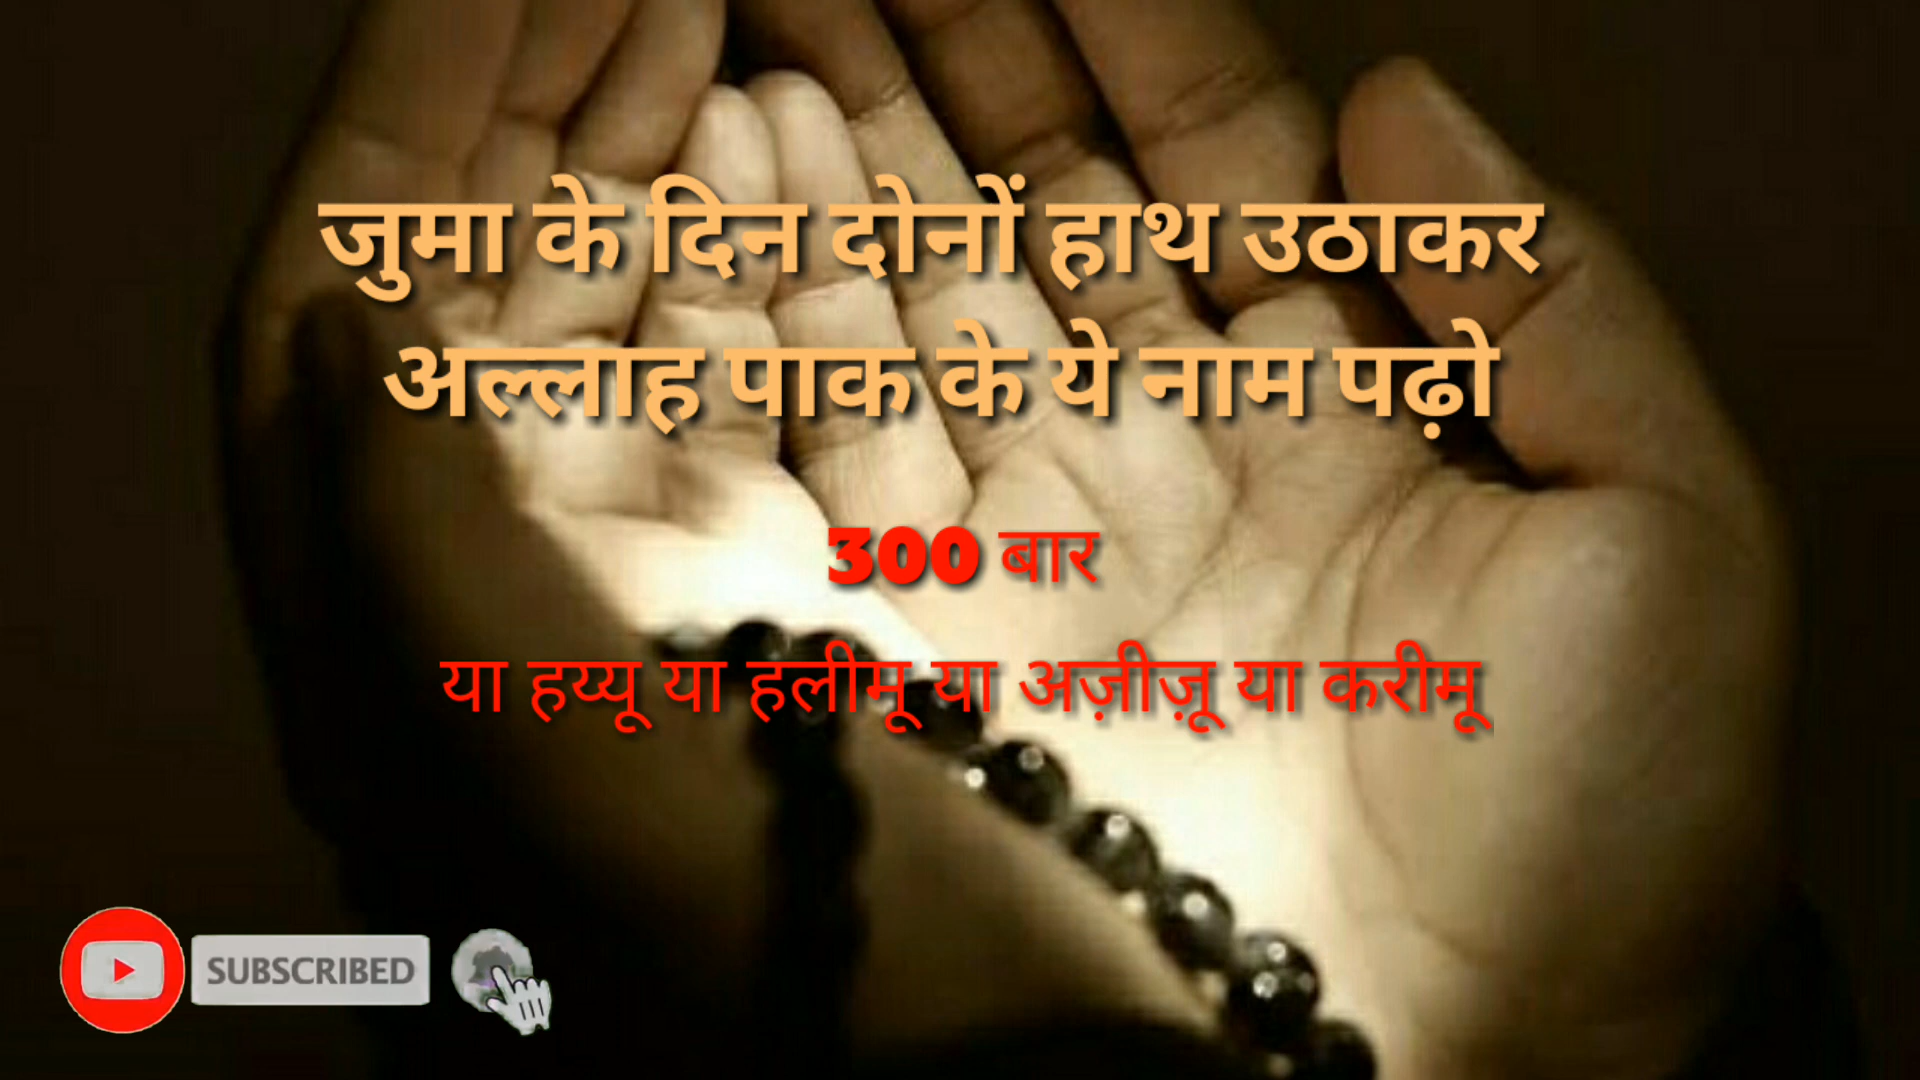 जुमा के दिन दोनों हाथ उठाकर
अल्लाह पाक के ये नाम पढ़ो
300 बार
या हय्यू या हलीमू या अज़ीज़ू या करीमू
SUBSCRIBED